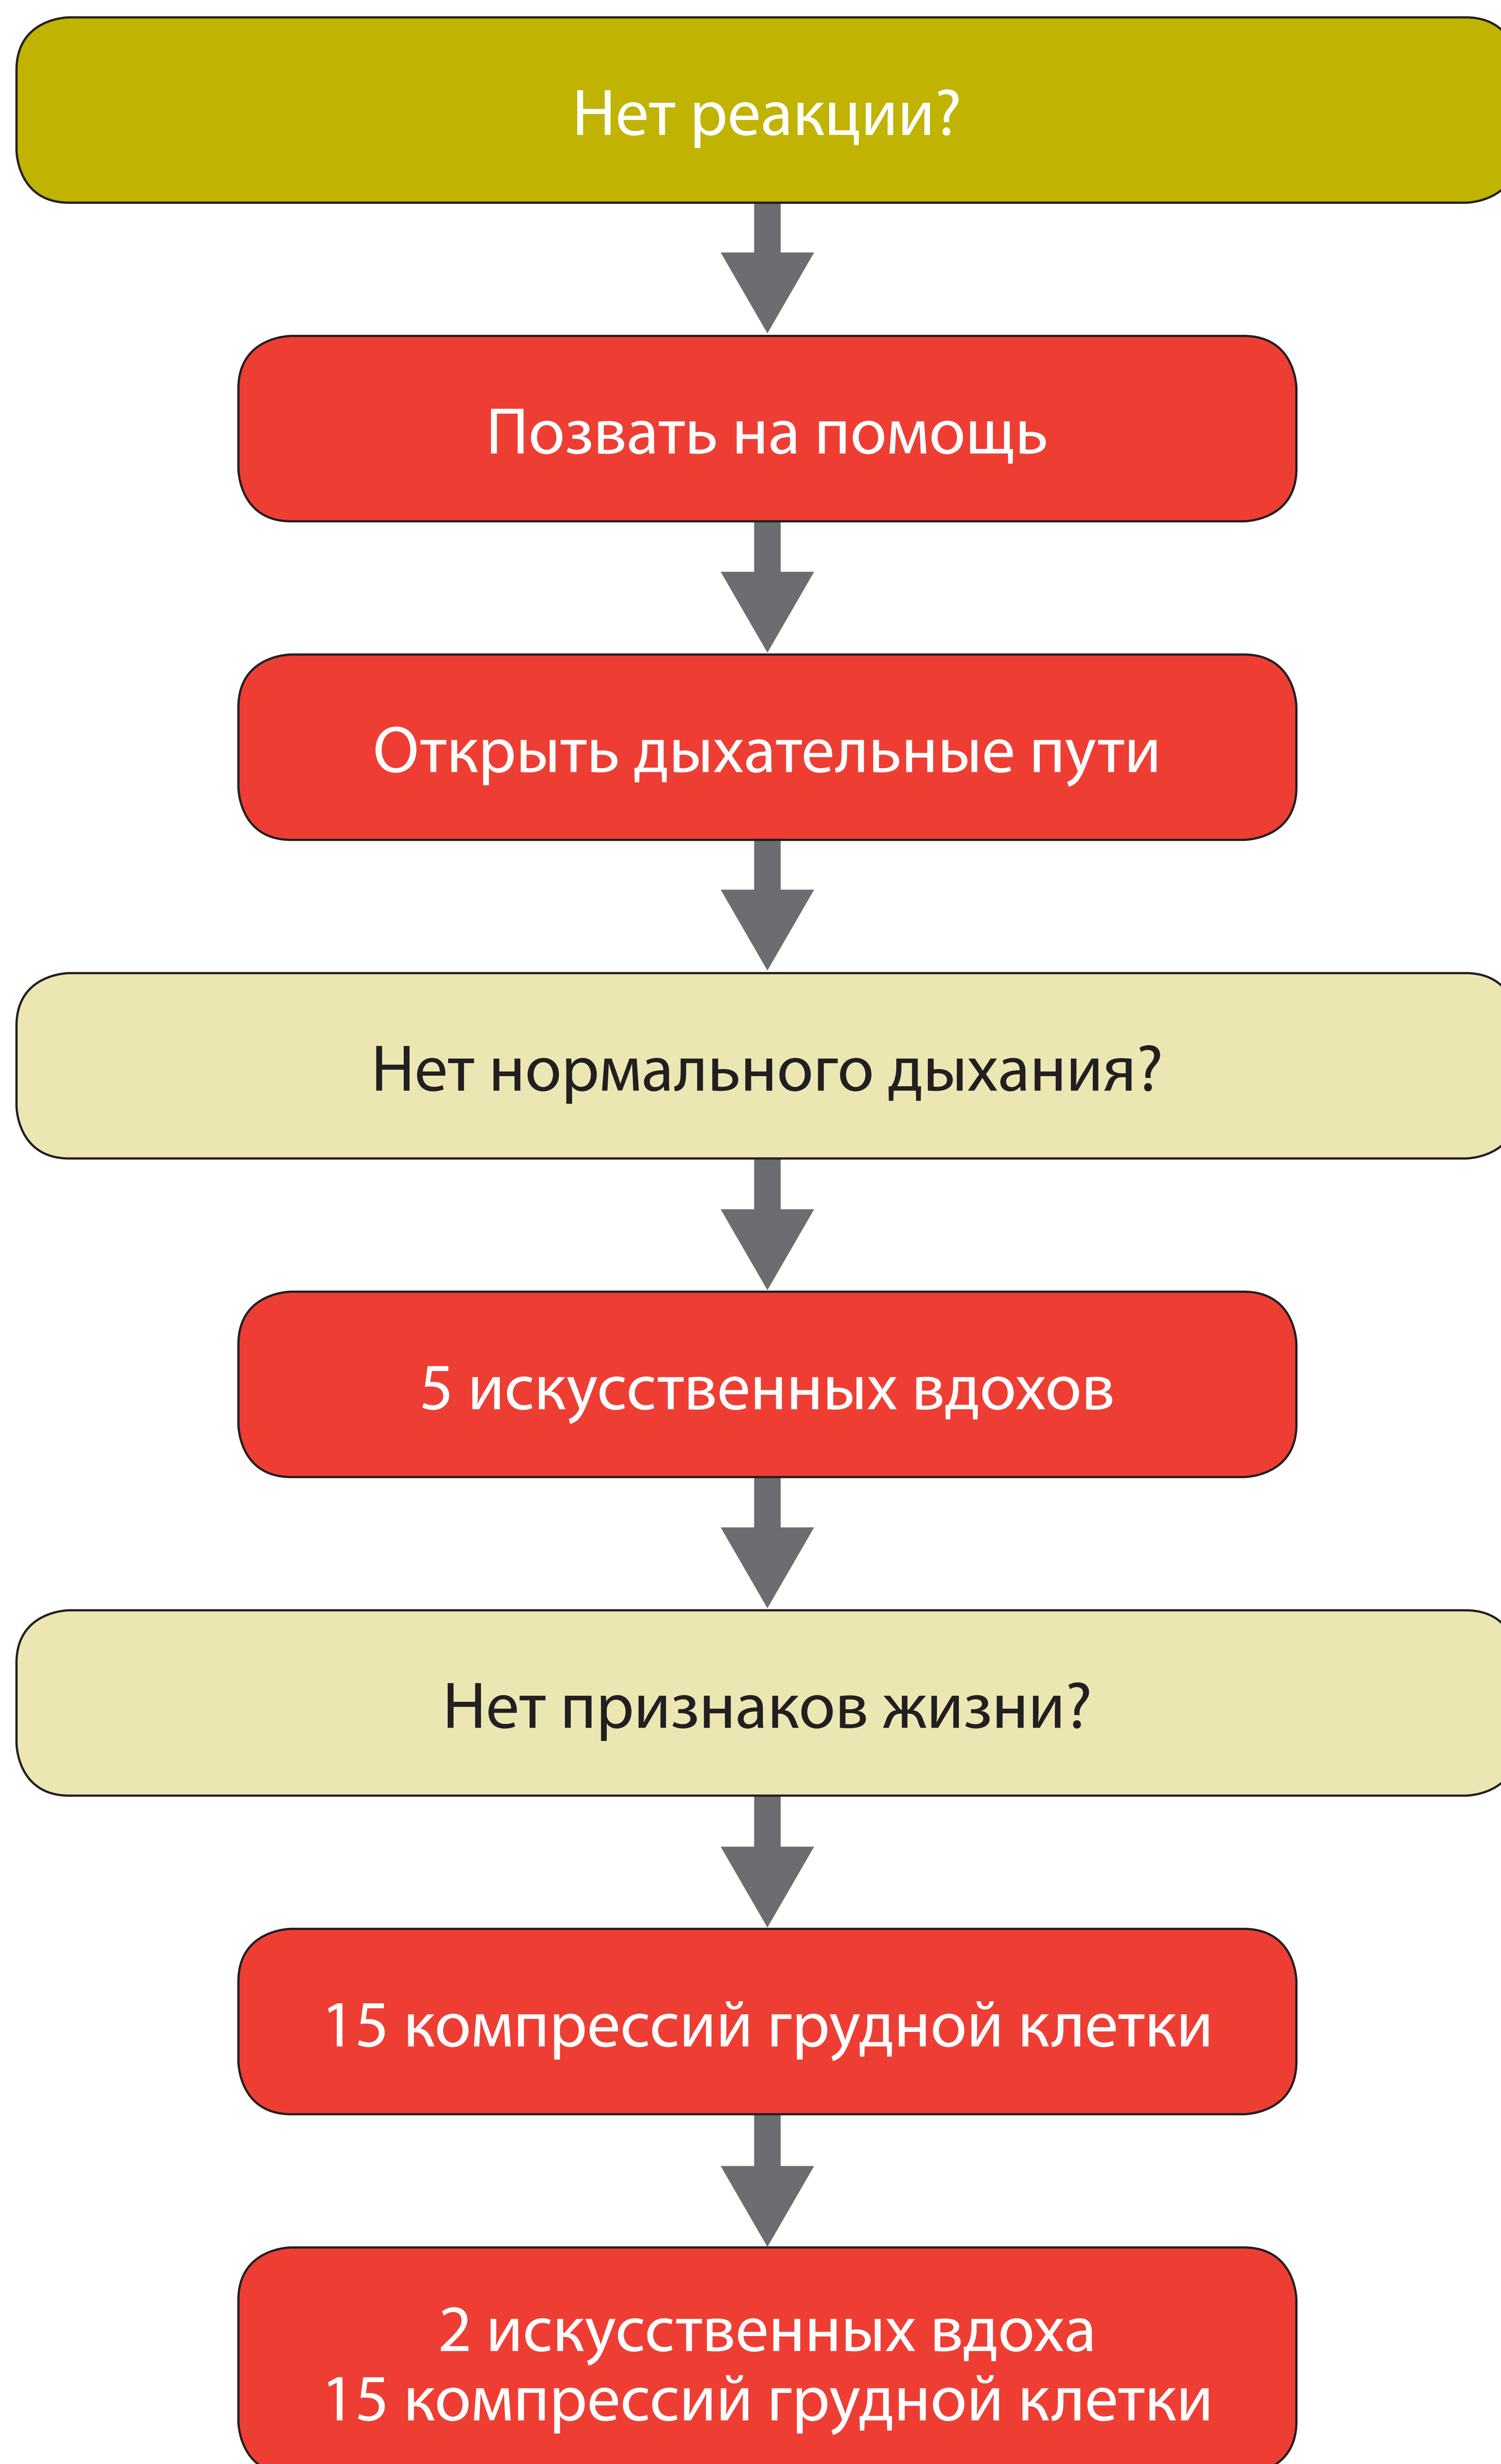 Нет реакции?
Позвать на помощь
Открыть дыхательные пути
Нет нормального дыхания?
5 искусственных вдохов
Нет признаков жизни?
15 компрессий грудной клетки
2 искусственных вдоха
15 компрессий грудной клетки